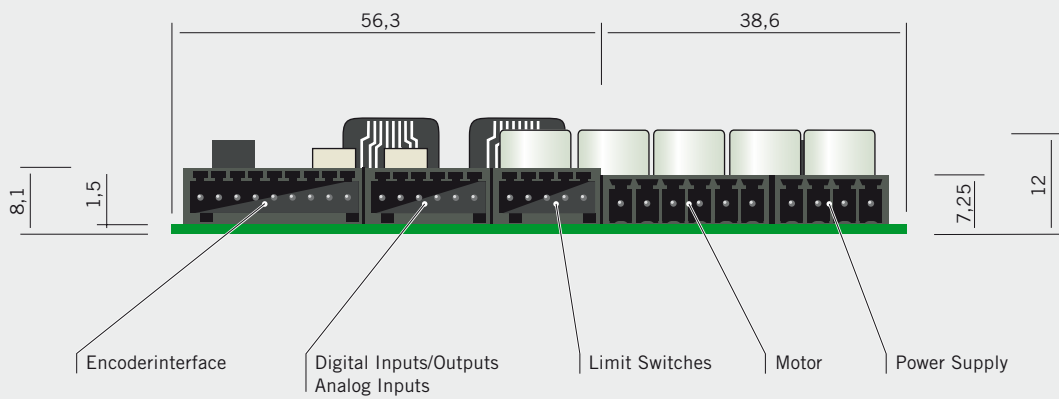 56,3
38,6
8,1
1,5
7,25
12
Encoderinterface
Digital Inputs/Outputs
Analog Inputs
Limit Switches
Motor
Power Supply